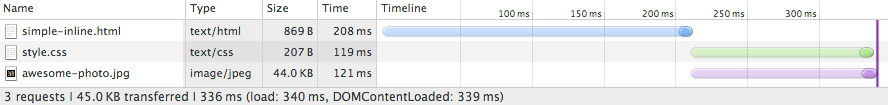 Name Type Size Time Timeline
100 ms 150 ms 200 ms 250 ms 300 ms
simple-inline.html text/html 869 B 208 ms
style.css text/css 207 B 119 ms
awesome-photo.jpg image/jpeg 44.0 KB 121 ms
3 requests | 45.0 KB transferred | 336 ms (load: 340 ms, DOMContentLoaded: 339 ms)